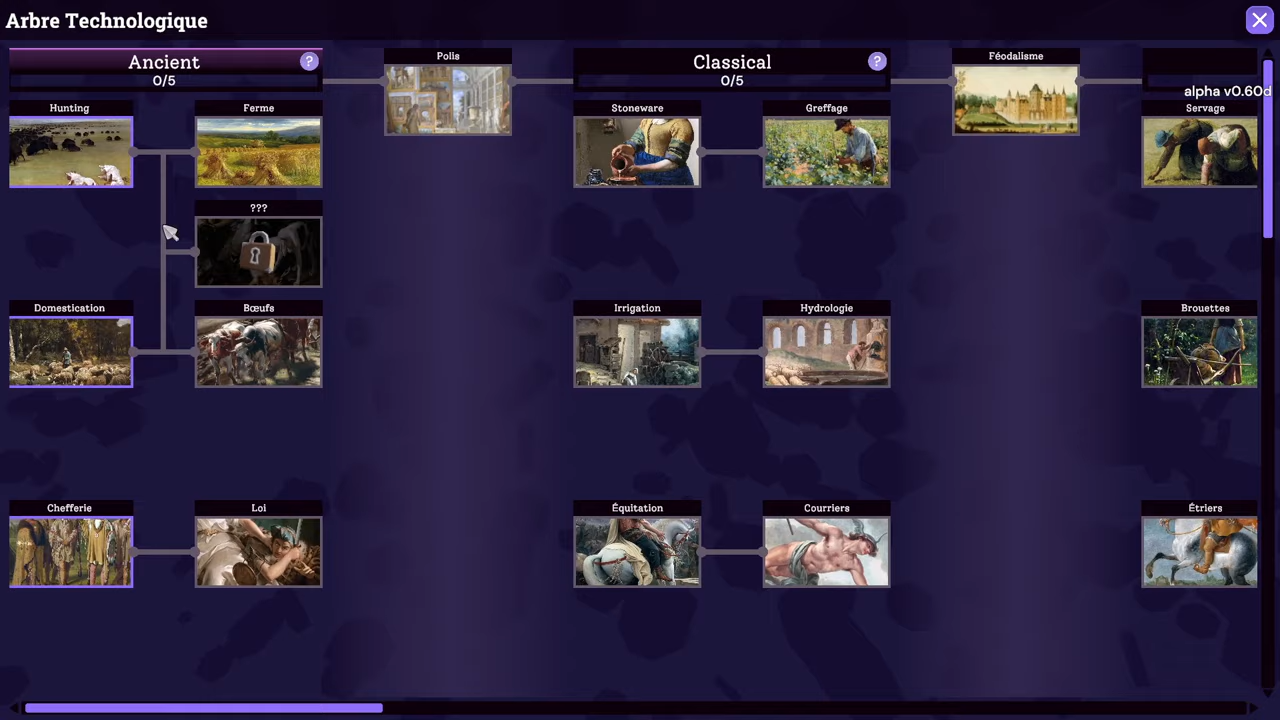 Arbre Technologique
Ancient
?
0/5
Polis
Classical
?
0/5
Féodalisme
alpha v0.60d
Hunting
Ferme
Stoneware
Greffage
Servage
???
Domestication
Bœufs
Irrigation
Hydrologie
Brouettes
Chefferie
Loi
Équitation
Courriers
Étriers